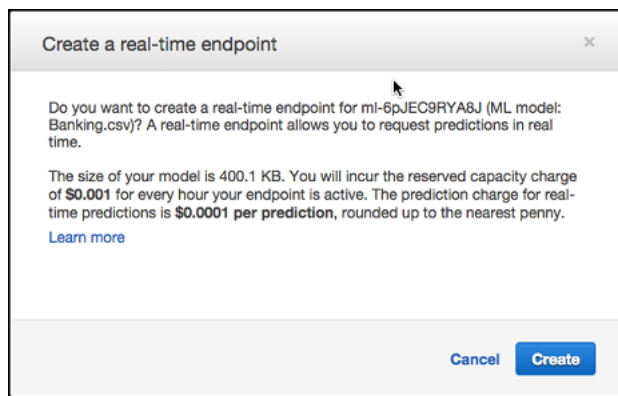 Create a real-time endpoint
×
Do you want to create a real-time endpoint for ml-6pJEC9RYA8J (ML model:
Banking.csv)? A real-time endpoint allows you to request predictions in real
time.
The size of your model is 400.1 KB. You will incur the reserved capacity charge
of $0.001 for every hour your endpoint is active. The prediction charge for real-
time predictions is $0.0001 per prediction, rounded up to the nearest penny.
Learn more
Cancel Create